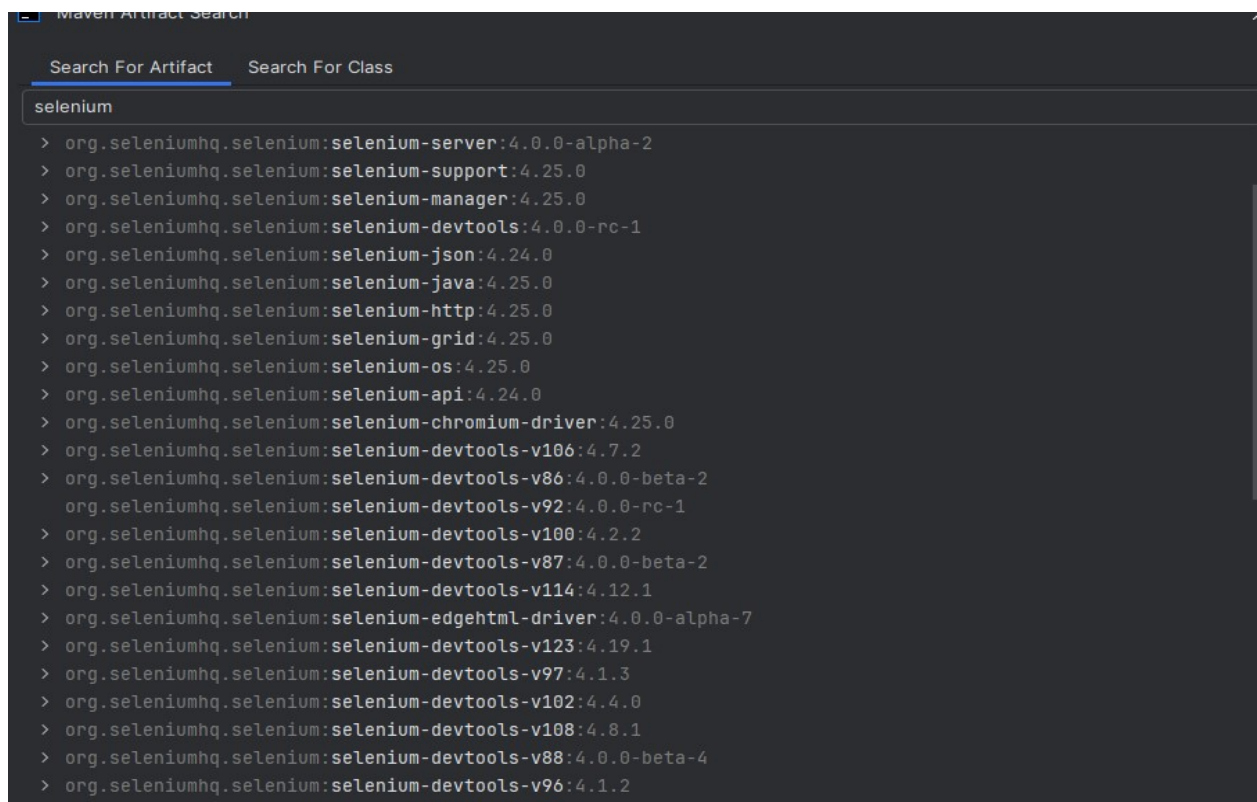 Maven Artifact Search
Search For Artifact Search For Class
selenium
> org.seleniumhq.selenium:selenium-server:4.0.0-alpha-2
> org.seleniumhq.selenium:selenium-support:4.25.0
> org.seleniumhq.selenium:selenium-manager:4.25.0
> org.seleniumhq.selenium:selenium-devtools:4.0.0-rc-1
> org.seleniumhq.selenium:selenium-json:4.24.0
> org.seleniumhq.selenium:selenium-java:4.25.0
> org.seleniumhq.selenium:selenium-http:4.25.0
> org.seleniumhq.selenium:selenium-grid:4.25.0
> org.seleniumhq.selenium:selenium-os:4.25.0
> org.seleniumhq.selenium:selenium-api:4.24.0
> org.seleniumhq.selenium:selenium-chromium-driver:4.25.0
> org.seleniumhq.selenium:selenium-devtools-v106:4.7.2
> org.seleniumhq.selenium:selenium-devtools-v86:4.0.0-beta-2
org.seleniumhq.selenium:selenium-devtools-v92:4.0.0-rc-1
> org.seleniumhq.selenium:selenium-devtools-v100:4.2.2
> org.seleniumhq.selenium:selenium-devtools-v87:4.0.0-beta-2
> org.seleniumhq.selenium:selenium-devtools-v114:4.12.1
> org.seleniumhq.selenium:selenium-edgehtml-driver:4.0.0-alpha-7
> org.seleniumhq.selenium:selenium-devtools-v123:4.19.1
> org.seleniumhq.selenium:selenium-devtools-v97:4.1.3
> org.seleniumhq.selenium:selenium-devtools-v102:4.4.0
> org.seleniumhq.selenium:selenium-devtools-v108:4.8.1
> org.seleniumhq.selenium:selenium-devtools-v88:4.0.0-beta-4
> org.seleniumhq.selenium:selenium-devtools-v96:4.1.2